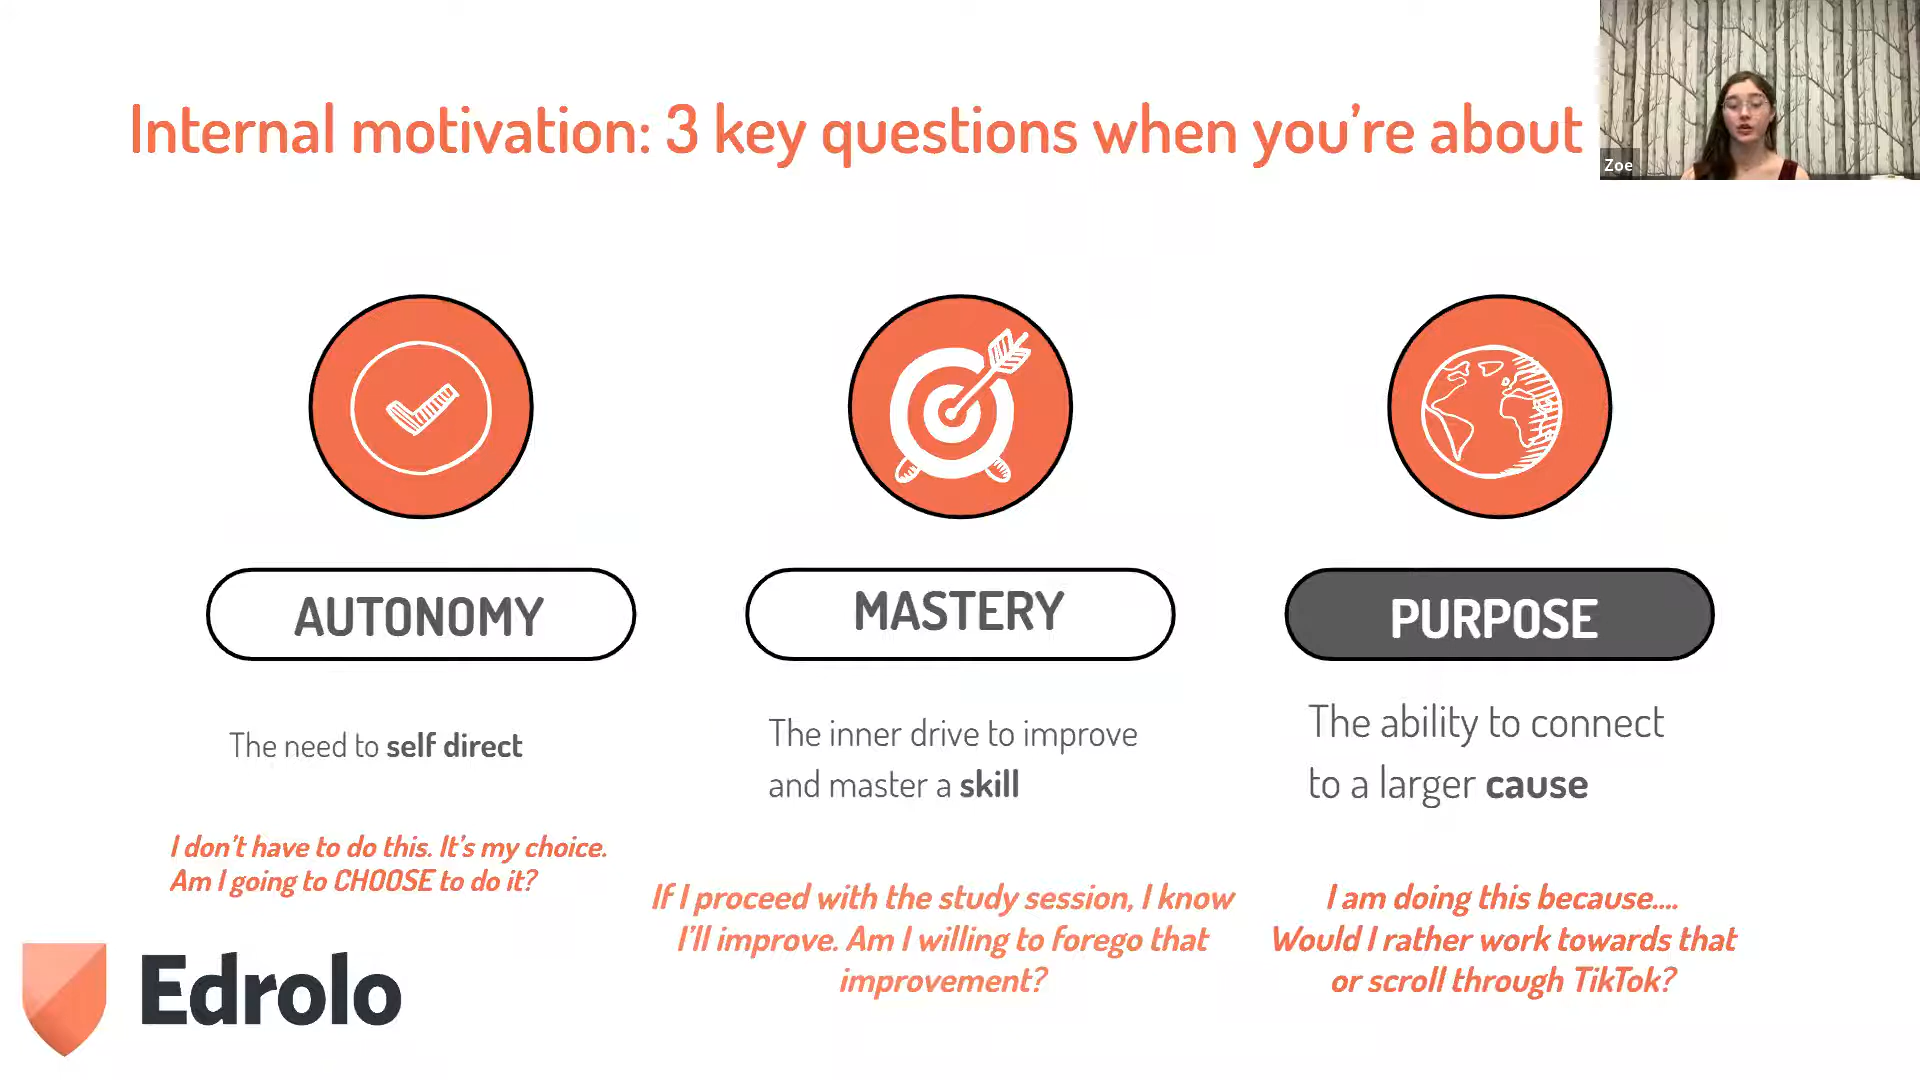 Internal motivation: 3 key questions when you're about
Zoe
AUTONOMY
The need to self direct
I don't have to do this. It's my choice.
Am I going to CHOOSE to do it?
MASTERY
The inner drive to improve
and master a skill
If I proceed with the study session, I know
I'll improve. Am I willing to forego that
improvement?
PURPOSE
The ability to connect
to a larger cause
I am doing this because....
Would I rather work towards that
or scroll through TikTok?
Edrolo